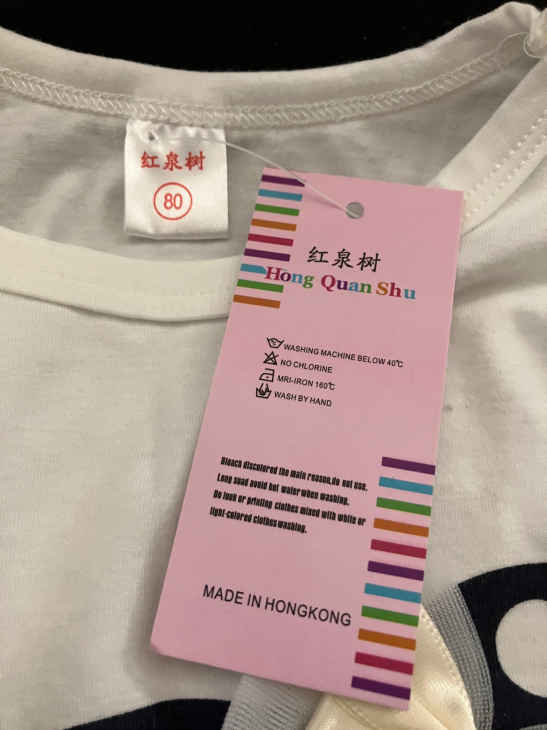 红泉树
80
红泉树
Hong Quan Shu
WASHING MACHINE BELOW 40℃
NO CHLORINE
MRI-IRON 160℃
WASH BY HAND
Bleach discolored the main reason,do not use.
Long soad avoid hot water when washing.
Do loun or printing clothes mixed with white or
light-colored clothes washing.
MADE IN HONGKONG